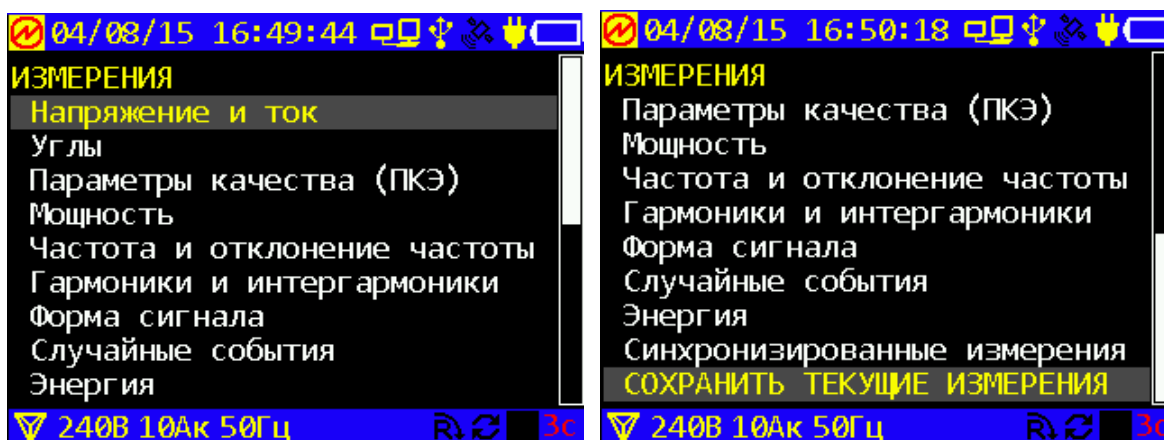 04/08/15 16:49:44
ИЗМЕРЕНИЯ
Напряжение и ток
Углы
Параметры качества (ПКЭ)
Мощность
Частота и отклонение частоты
Гармоники и интергармоники
Форма сигнала
Случайные события
Энергия
240В 10Ак 50Гц 3с
04/08/15 16:50:18
ИЗМЕРЕНИЯ
Параметры качества (ПКЭ)
Мощность
Частота и отклонение частоты
Гармоники и интергармоники
Форма сигнала
Случайные события
Энергия
Синхронизированные измерения
СОХРАНИТЬ ТЕКУЩИЕ ИЗМЕРЕНИЯ
240В 10Ак 50Гц 3с